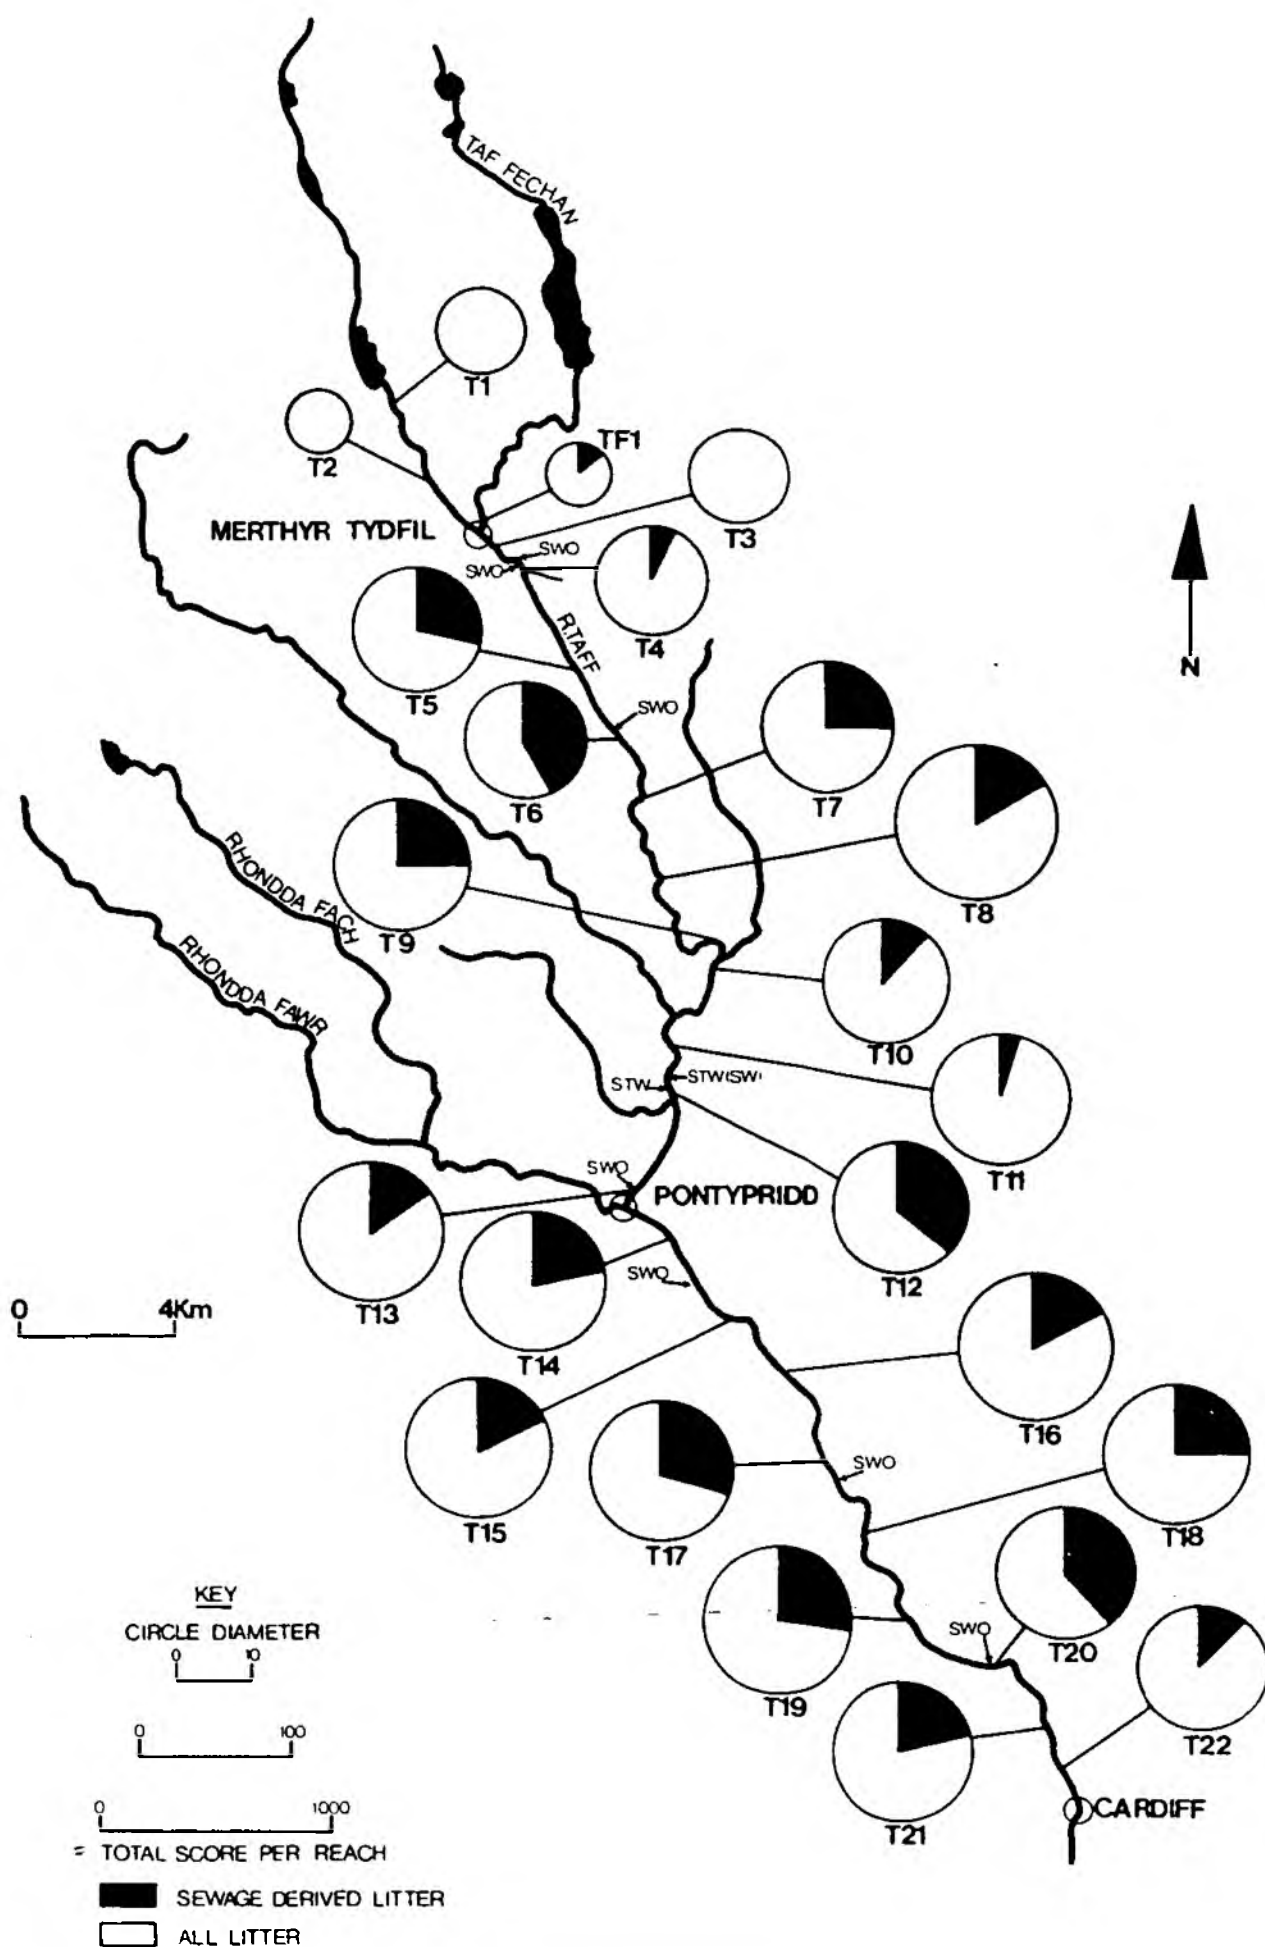 TAF FECHAN
T1
T2
TF1
T3
MERTHYR TYDFIL
SWO
SWO
T4
R.TAFF
T5
SWO
N
T6
T7
T8
RHONDDA FACH
T9
RHONDDA FAWR
T10
STW
STW(SW)
T11
SWO
PONTYPRIDD
T12
SWO
0 4Km
T13
T14
T16
SWO
T15
T17
T18
KEY
CIRCLE DIAMETER
0 10
SWO
T20
T19
0 100
T22
0 1000
CARDIFF
T21
= TOTAL SCORE PER REACH
SEWAGE DERIVED LITTER
ALL LITTER